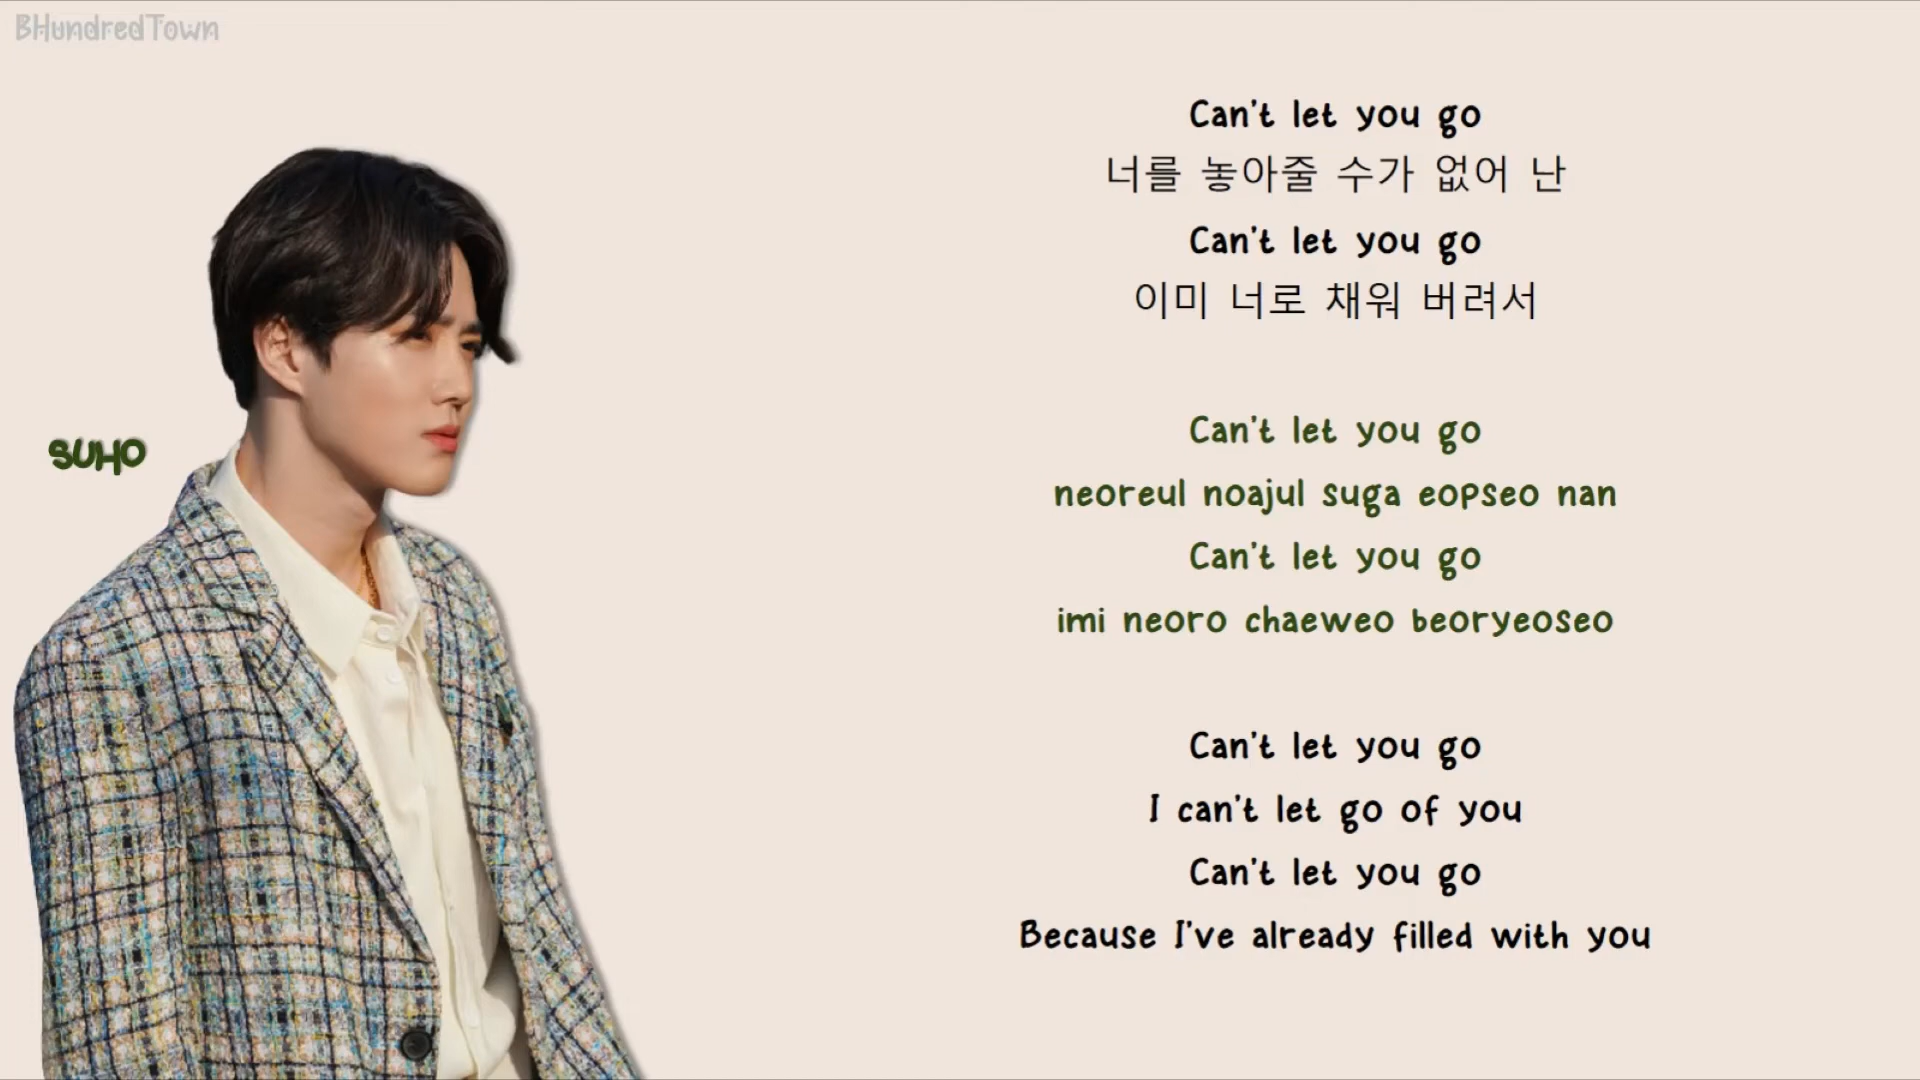 BHundredTown
SUHO
Can't let you go
너를 놓아줄 수가 없어 난
Can't let you go
이미 너로 채워 버려서
Can't let you go
neoreul noajul suga eopseo nan
Can't let you go
imi neoro chaeweo beoryeoseo
Can't let you go
I can't let go of you
Can't let you go
Because I've already filled with you